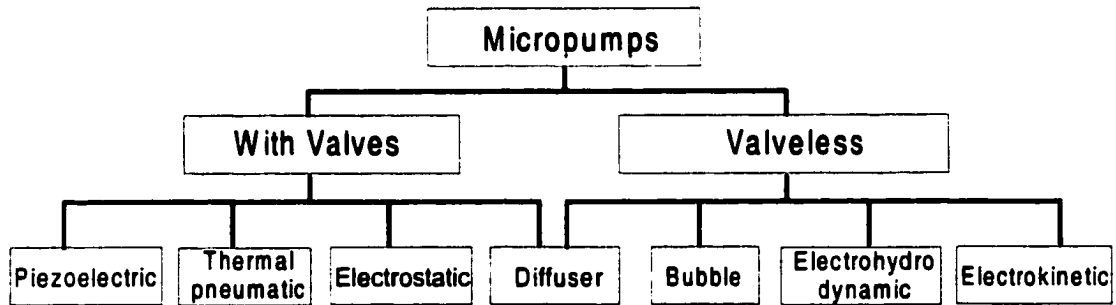 Micropumps
With Valves
Valveless
Piezoelectric
Thermal
pneumatic
Electrostatic
Diffuser
Bubble
Electrohydro
dynamic
Electrokinetic